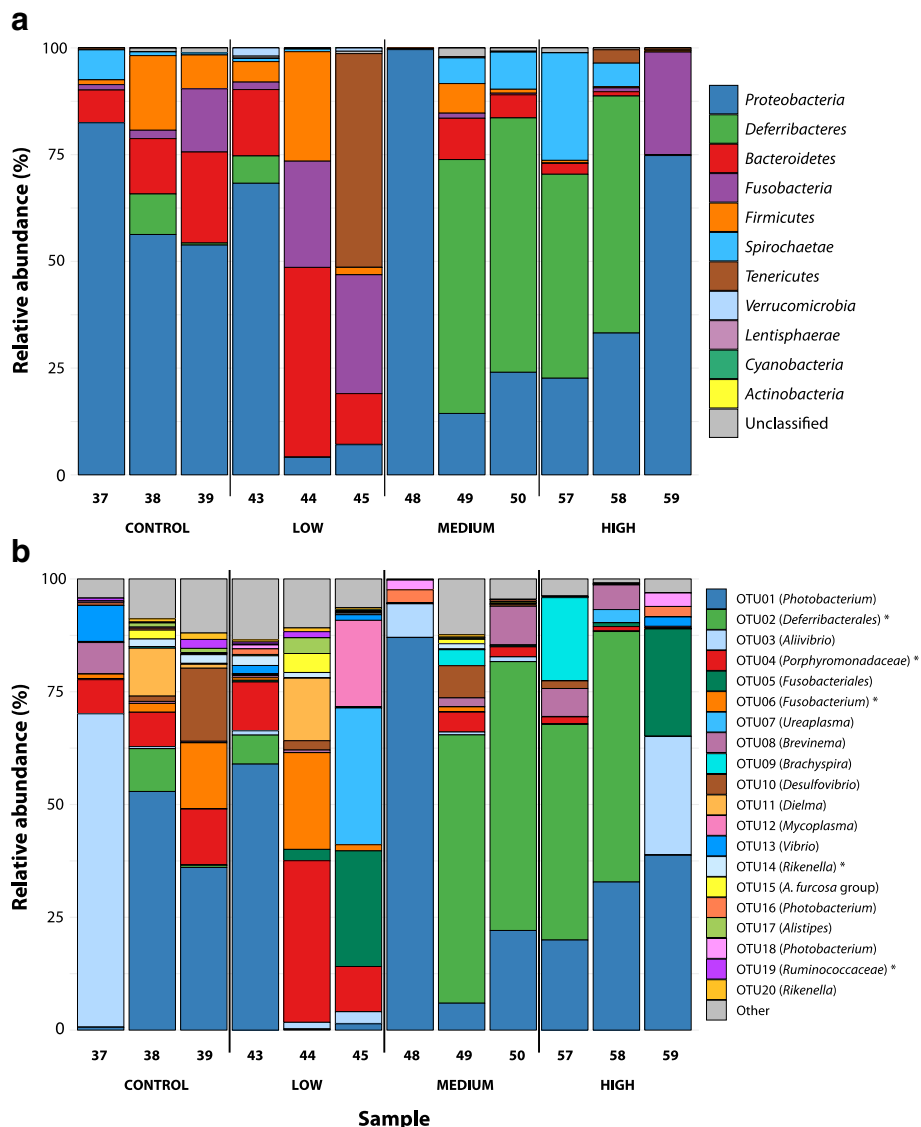 a
Relative abundance (%)
100
75
50
25
0
37 38 39 43 44 45 48 49 50 57 58 59
CONTROL LOW MEDIUM HIGH
Proteobacteria
Deferribacteres
Bacteroidetes
Fusobacteria
Firmicutes
Spirochaetae
Tenericutes
Verrucomicrobia
Lentisphaerae
Cyanobacteria
Actinobacteria
Unclassified
b
Relative abundance (%)
100
75
50
25
0
37 38 39 43 44 45 48 49 50 57 58 59
CONTROL LOW MEDIUM HIGH
Sample
OTU01 (Photobacterium)
OTU02 (Deferribacterales) *
OTU03 (Aliivibrio)
OTU04 (Porphyromonadaceae) *
OTU05 (Fusobacteriales)
OTU06 (Fusobacterium) *
OTU07 (Ureaplasma)
OTU08 (Brevinema)
OTU09 (Brachyspira)
OTU10 (Desulfovibrio)
OTU11 (Dielma)
OTU12 (Mycoplasma)
OTU13 (Vibrio)
OTU14 (Rikenella) *
OTU15 (A. furcosa group)
OTU16 (Photobacterium)
OTU17 (Alistipes)
OTU18 (Photobacterium)
OTU19 (Ruminococcaceae) *
OTU20 (Rikenella)
Other